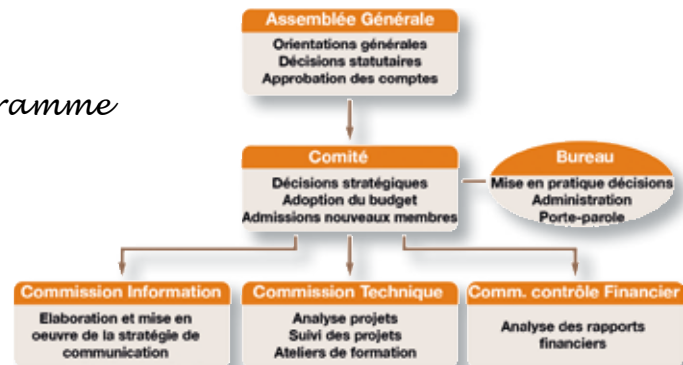 Assemblée Générale
Orientations générales
Décisions statutaires
Approbation des comptes
ramme
Comité
Décisions stratégiques
Adoption du budget
Admissions nouveaux membres
Bureau
Mise en pratique décisions
Administration
Porte-parole
Commission Information
Elaboration et mise en
oeuvre de la stratégie de
communication
Commission Technique
Analyse projets
Suivi des projets
Ateliers de formation
Comm. contrôle Financier
Analyse des rapports
financiers